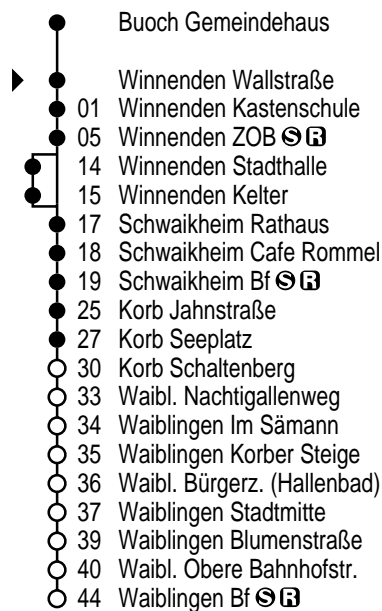 Buoch Gemeindehaus
Winnenden Wallstraße
01 Winnenden Kastenschule
05 Winnenden ZOB S R
14 Winnenden Stadthalle
15 Winnenden Kelter
17 Schwaikheim Rathaus
18 Schwaikheim Cafe Rommel
19 Schwaikheim Bf S R
25 Korb Jahnstraße
27 Korb Seeplatz
30 Korb Schaltenberg
33 Waibl. Nachtigallenweg
34 Waiblingen Im Sämann
35 Waiblingen Korber Steige
36 Waibl. Bürgerz. (Hallenbad)
37 Waiblingen Stadtmitte
39 Waiblingen Blumenstraße
40 Waibl. Obere Bahnhofstr.
44 Waiblingen Bf S R